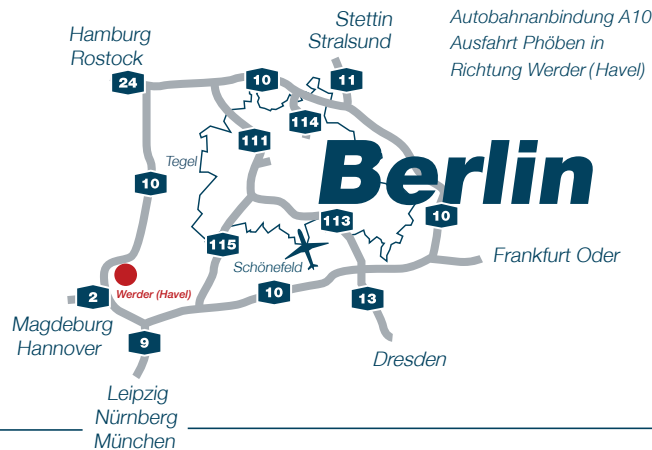 Autobahnanbindung A10
Ausfahrt Phöben in
Richtung Werder (Havel)
Stettin
Stralsund
Hamburg
Rostock
24
10
11
114
111
Tegel
Berlin
10
113
10
115
Schönefeld
Frankfurt Oder
Werder (Havel)
2
10
13
Magdeburg
Hannover
9
Dresden
Leipzig
Nürnberg
München